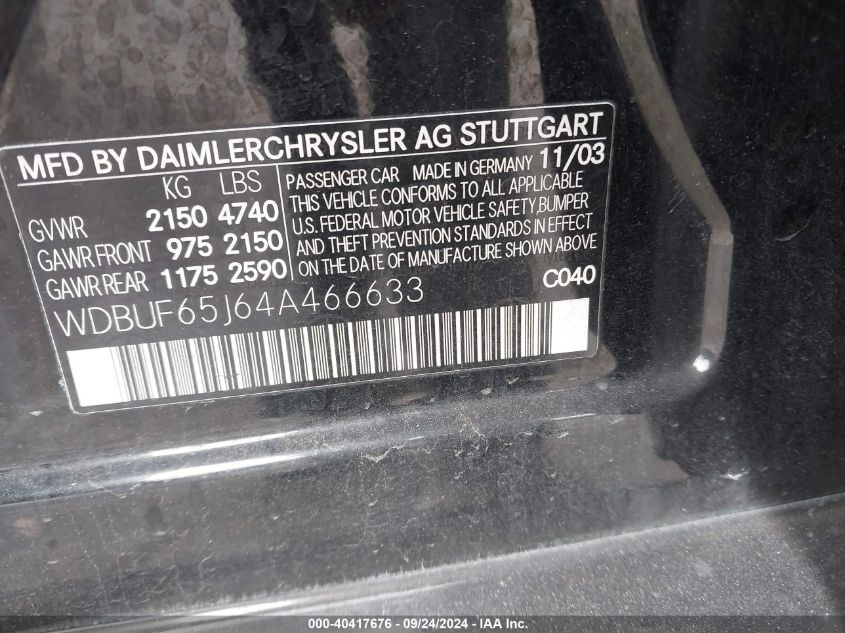 MFD BY DAIMLERCHRYSLER AG STUTTGART
KG LBS
GVWR 2150 4740
GAWR FRONT 975 2150
GAWR REAR 1175 2590
PASSENGER CAR MADE IN GERMANY 11/03
THIS VEHICLE CONFORMS TO ALL APPLICABLE
U.S. FEDERAL MOTOR VEHICLE SAFETY,BUMPER
AND THEFT PREVENTION STANDARDS IN EFFECT
ON THE DATE OF MANUFACTURE SHOWN ABOVE
C040
WDBUF65J64A466633
000-40417676 - 09/24/2024 - IAA Inc.